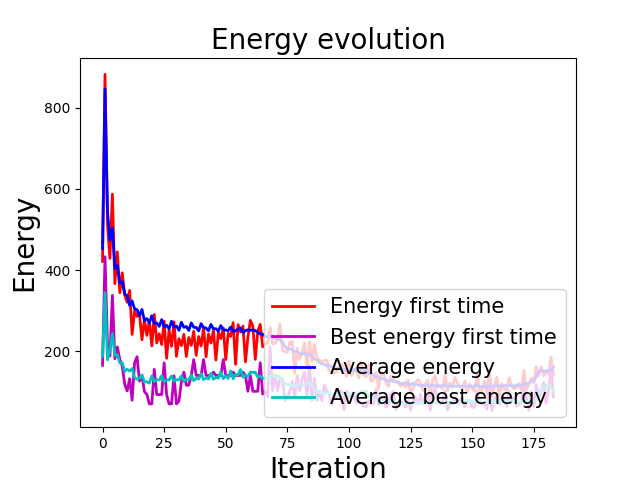 Energy evolution
Energy
800
600
400
200
Energy first time
Best energy first time
Average energy
Average best energy
0 25 50 75 100 125 150 175
Iteration